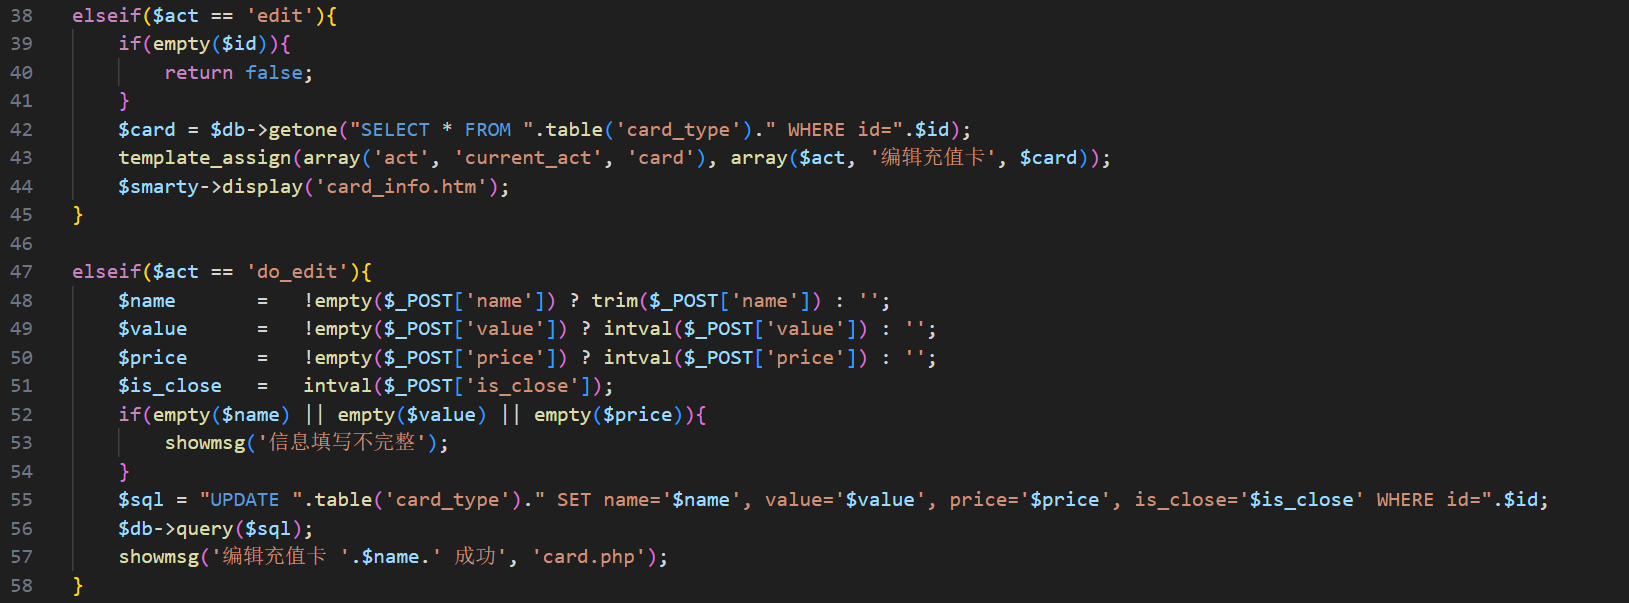 38 elseif($act == 'edit'){
39     if(empty($id)){
40         return false;
41     }
42     $card = $db->getone("SELECT * FROM ".table('card_type')." WHERE id=".$id);
43     template_assign(array('act', 'current_act', 'card'), array($act, '编辑充值卡', $card));
44     $smarty->display('card_info.htm');
45 }
46
47 elseif($act == 'do_edit'){
48     $name       =   !empty($_POST['name']) ? trim($_POST['name']) : '';
49     $value      =   !empty($_POST['value']) ? intval($_POST['value']) : '';
50     $price      =   !empty($_POST['price']) ? intval($_POST['price']) : '';
51     $is_close   =   intval($_POST['is_close']);
52     if(empty($name) || empty($value) || empty($price)){
53         showmsg('信息填写不完整');
54     }
55     $sql = "UPDATE ".table('card_type')." SET name='$name', value='$value', price='$price', is_close='$is_close' WHERE id=".$id;
56     $db->query($sql);
57     showmsg('编辑充值卡 '.$name.' 成功', 'card.php');
58 }